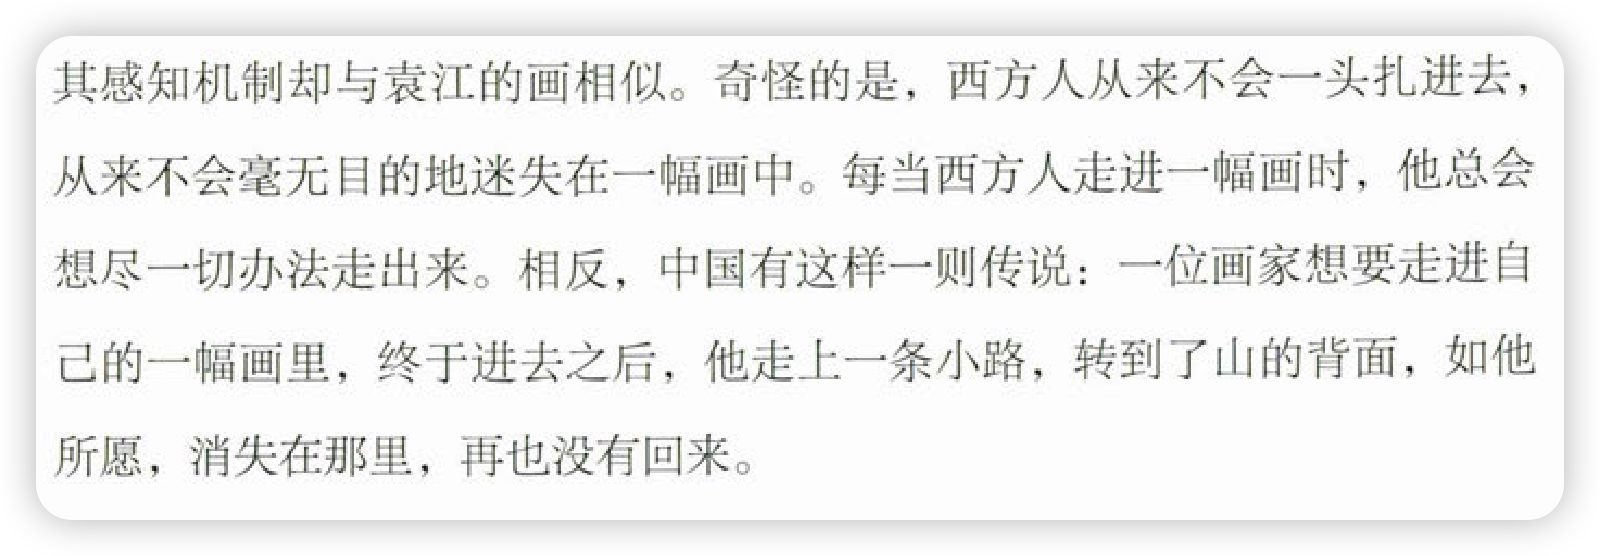 其感知机制却与袁江的画相似。奇怪的是，西方人从来不会一头扎进去，
从来不会毫无目的地迷失在一幅画中。每当西方人走进一幅画时，他总会
想尽一切办法走出来。相反，中国有这样一则传说：一位画家想要走进自
己的一幅画里，终于进去之后，他走上一条小路，转到了山的背面，如他
所愿，消失在那里，再也没有回来。